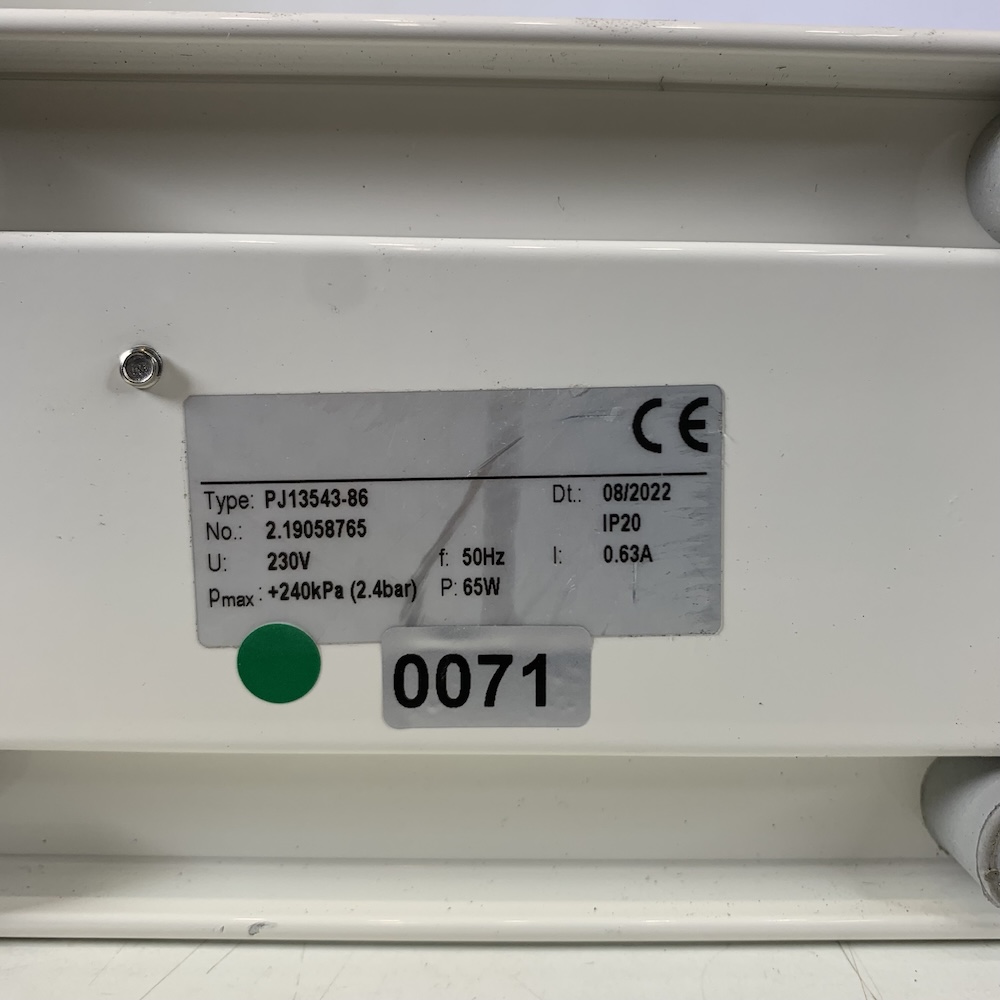 CE
Type: PJ13543-86 Dt.: 08/2022
No.: 2.19058765 IP20
U: 230V f: 50Hz I: 0.63A
pmax : +240kPa (2.4bar) P: 65W
0071